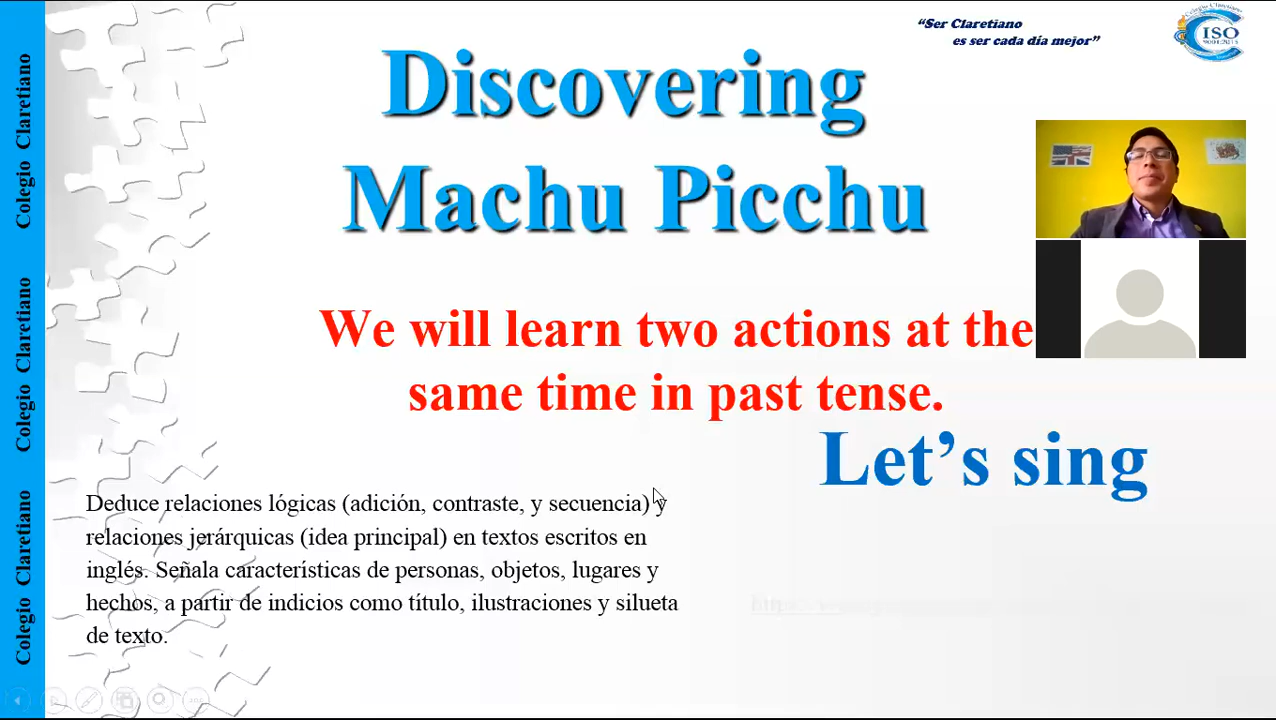 “Ser Claretiano
es ser cada día mejor”
ISO
Discovering
Machu Picchu
We will learn two actions at the
same time in past tense.
Let’s sing
Deduce relaciones lógicas (adición, contraste, y secuencia) y
relaciones jerárquicas (idea principal) en textos escritos en
inglés. Señala características de personas, objetos, lugares y
hechos, a partir de indicios como título, ilustraciones y silueta
de texto.
Colegio Claretiano
Colegio Claretiano
Colegio Claretiano